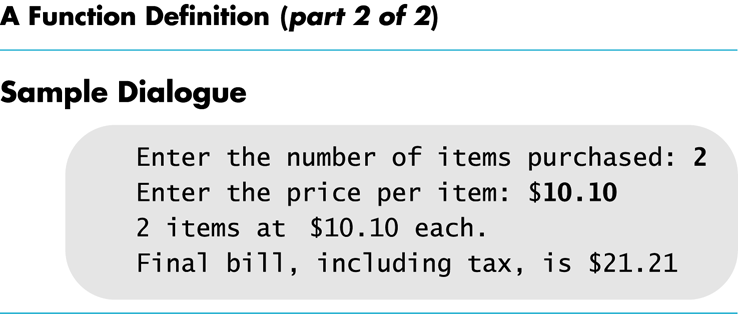 A Function Definition (part 2 of 2)
Sample Dialogue
Enter the number of items purchased: 2
Enter the price per item: $10.10
2 items at $10.10 each.
Final bill, including tax, is $21.21